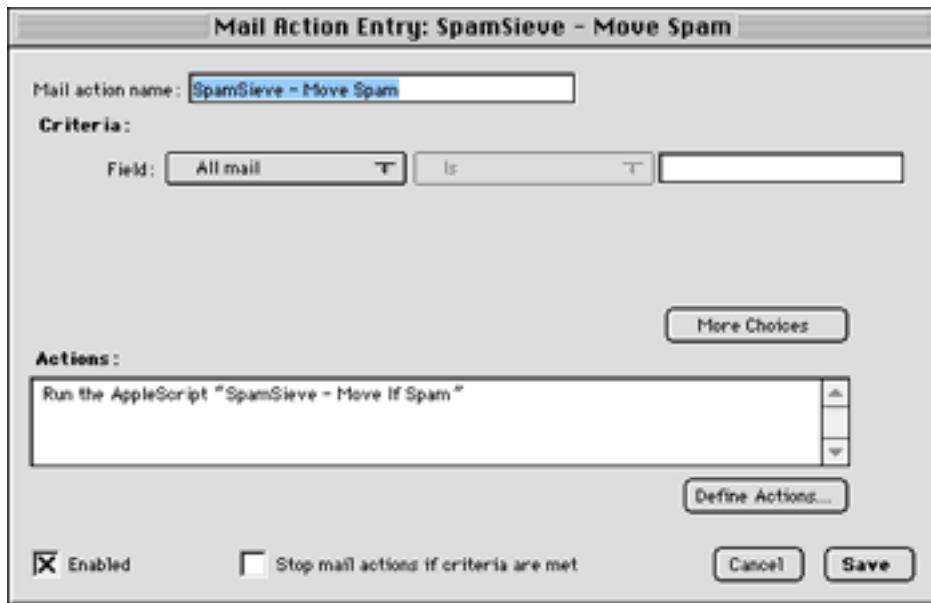 Mail Action Entry: SpamSieve - Move Spam
Mail action name: SpamSieve - Move Spam
Criteria:
Field: All mail Is
More Choices
Actions:
Run the AppleScript "SpamSieve - Move If Spam"
Define Actions...
Enabled Stop mail actions if criteria are met Cancel Save